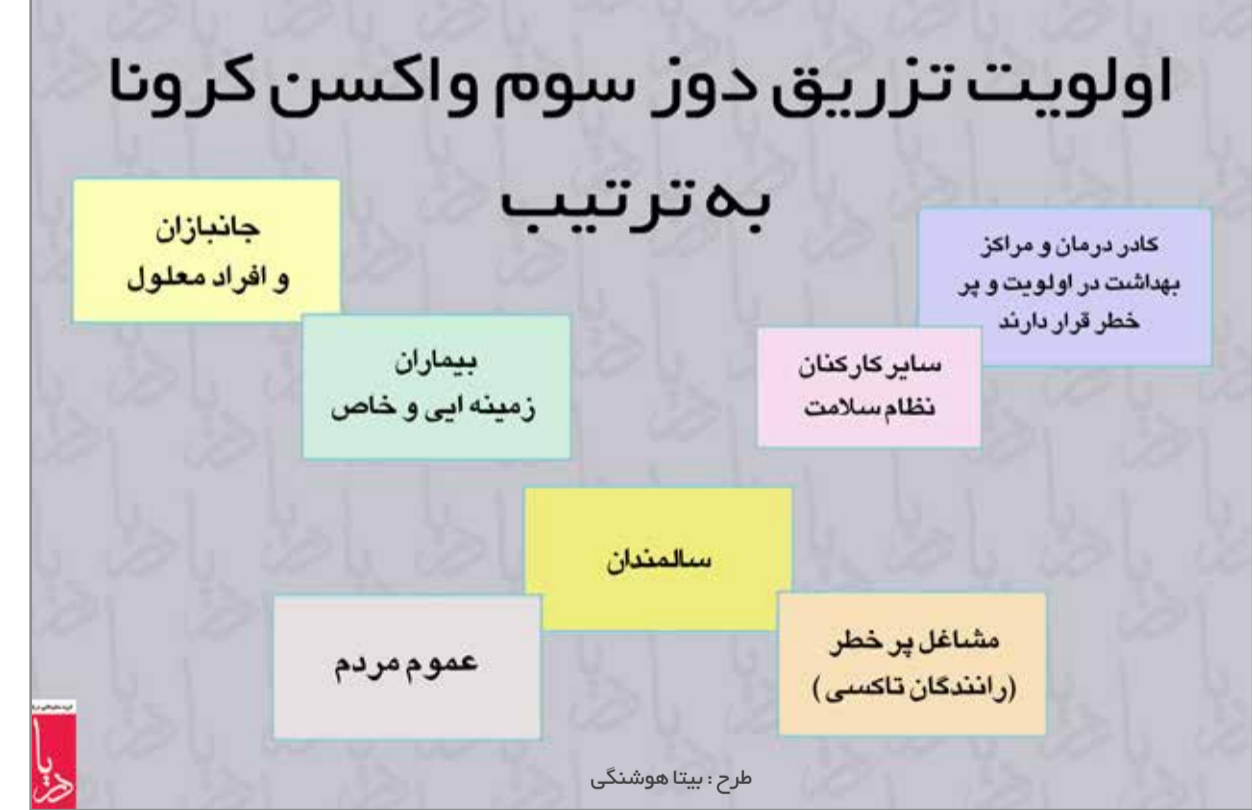 اولویت تزریق دوز سوم واکسن کرونا
به ترتیب
کادر درمان و مراکز
بهداشت در اولویت و پر
خطر قرار دارند
سایر کارکنان
نظام سلامت
جانبازان
و افراد معلول
بیماران
زمینه ایی و خاص
سالمندان
مشاغل پر خطر
(رانندگان تاکسی)
عموم مردم
طرح : بیتا هوشنگی
دریا